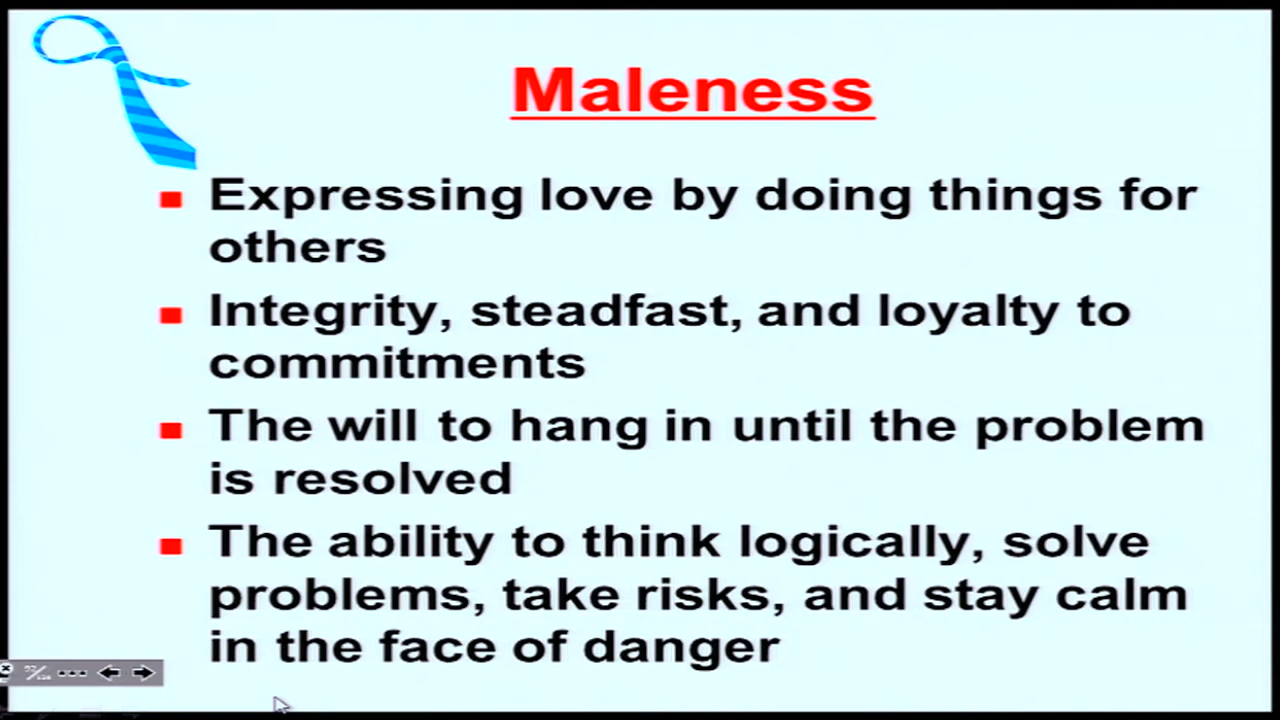 Maleness
Expressing love by doing things for
others
Integrity, steadfast, and loyalty to
commitments
The will to hang in until the problem
is resolved
The ability to think logically, solve
problems, take risks, and stay calm
in the face of danger